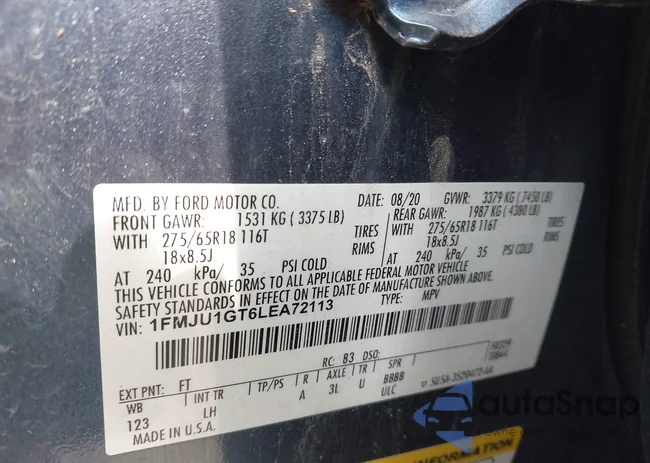 MFD. BY FORD MOTOR CO. DATE: 08/20 GVWR: 3379 KG ( 7450 LB)
FRONT GAWR: 1531 KG ( 3375 LB) REAR GAWR: 1987 KG ( 4380 LB)
WITH 275/65R18 116T TIRES WITH 275/65R18 116T TIRES
18x8.5J RIMS 18x8.5J RIMS
AT 240 kPa/ 35 PSI COLD AT 240 kPa/ 35 PSI COLD
THIS VEHICLE CONFORMS TO ALL APPLICABLE FEDERAL MOTOR VEHICLE
SAFETY STANDARDS IN EFFECT ON THE DATE OF MANUFACTURE SHOWN ABOVE.
VIN: 1FMJU1GT6LEA72113 TYPE: MPV
RC: 83 DSO:
EXT PNT: FT
WB INT TR TP/PS R AXLE TR SPR
123 LH A 3L U BBBB
ULC
MADE IN U.S.A.
autoSnap
INFORMATION